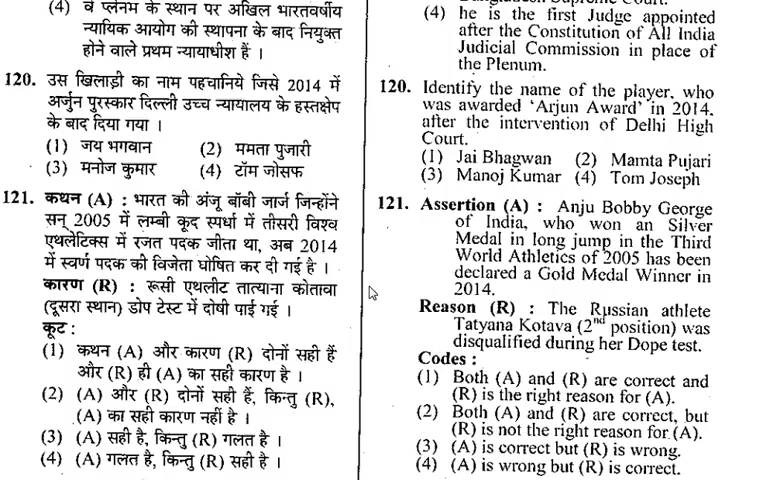 (4) वे प्लेनम के स्थान पर अखिल भारतवर्षीय
न्यायिक आयोग की स्थापना के बाद नियुक्त
होने वाले प्रथम न्यायाधीश हैं ।
120. उस खिलाड़ी का नाम पहचानिये जिसे 2014 में
अर्जुन पुरस्कार दिल्ली उच्च न्यायालय के हस्तक्षेप
के बाद दिया गया ।
(1) जय भगवान (2) ममता पुजारी
(3) मनोज कुमार (4) टॉम जोसफ
121. कथन (A) : भारत की अंजू बॉबी जार्ज जिन्होंने
सन् 2005 में लम्बी कूद स्पर्धा में तीसरी विश्व
एथलेटिक्स में रजत पदक जीता था, अब 2014
में स्वर्ण पदक की विजेता घोषित कर दी गई है ।
कारण (R) : रूसी एथलीट तात्याना कोतावा
(दूसरा स्थान) डोप टेस्ट में दोषी पाई गई ।
कूट :
(1) कथन (A) और कारण (R) दोनों सही हैं
और (R) ही (A) का सही कारण है ।
(2) (A) और (R) दोनों सही हैं, किन्तु (R),
(A) का सही कारण नहीं है ।
(3) (A) सही है, किन्तु (R) गलत है ।
(4) (A) गलत है, किन्तु (R) सही है ।
(4) he is the first Judge appointed
after the Constitution of All India
Judicial Commission in place of
the Plenum.
120. Identify the name of the player, who
was awarded ‘Arjun Award’ in 2014,
after the intervention of Delhi High
Court.
(1) Jai Bhagwan (2) Mamta Pujari
(3) Manoj Kumar (4) Tom Joseph
121. Assertion (A) : Anju Bobby George
of India, who won an Silver
Medal in long jump in the Third
World Athletics of 2005 has been
declared a Gold Medal Winner in
2014.
Reason (R) : The Russian athlete
Tatyana Kotava (2nd position) was
disqualified during her Dope test.
Codes :
(1) Both (A) and (R) are correct and
(R) is the right reason for (A).
(2) Both (A) and (R) are correct, but
(R) is not the right reason for (A).
(3) (A) is correct but (R) is wrong.
(4) (A) is wrong but (R) is correct.